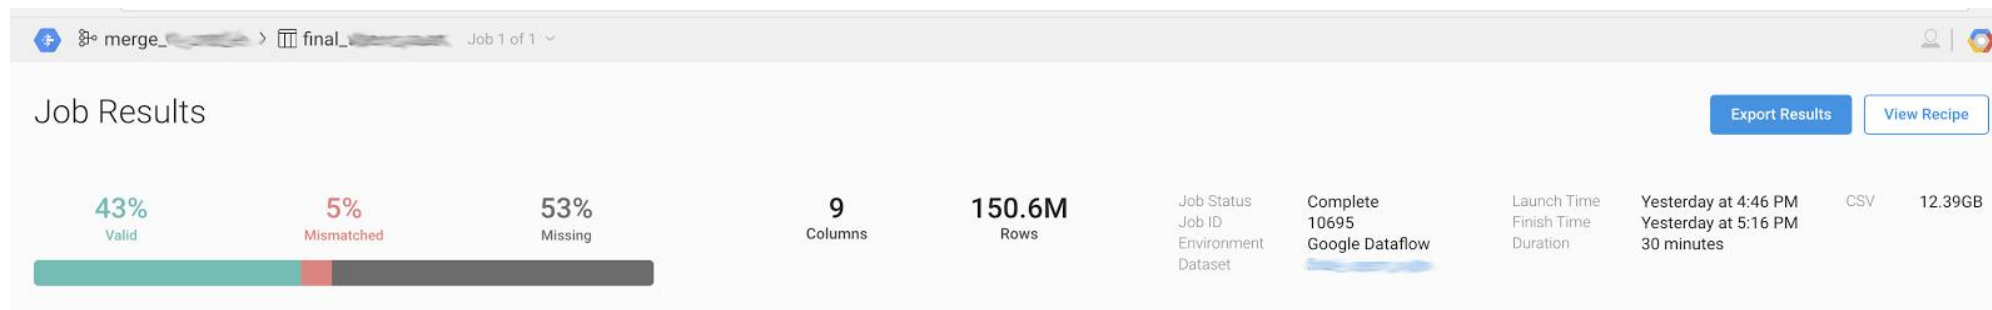 merge_ > final_ Job 1 of 1
Job Results
Export Results View Recipe
43% 5% 53% 9 150.6M
Valid Mismatched Missing Columns Rows
Job Status Complete Launch Time Yesterday at 4:46 PM CSV 12.39GB
Job ID 10695 Finish Time Yesterday at 5:16 PM
Environment Google Dataflow Duration 30 minutes
Dataset